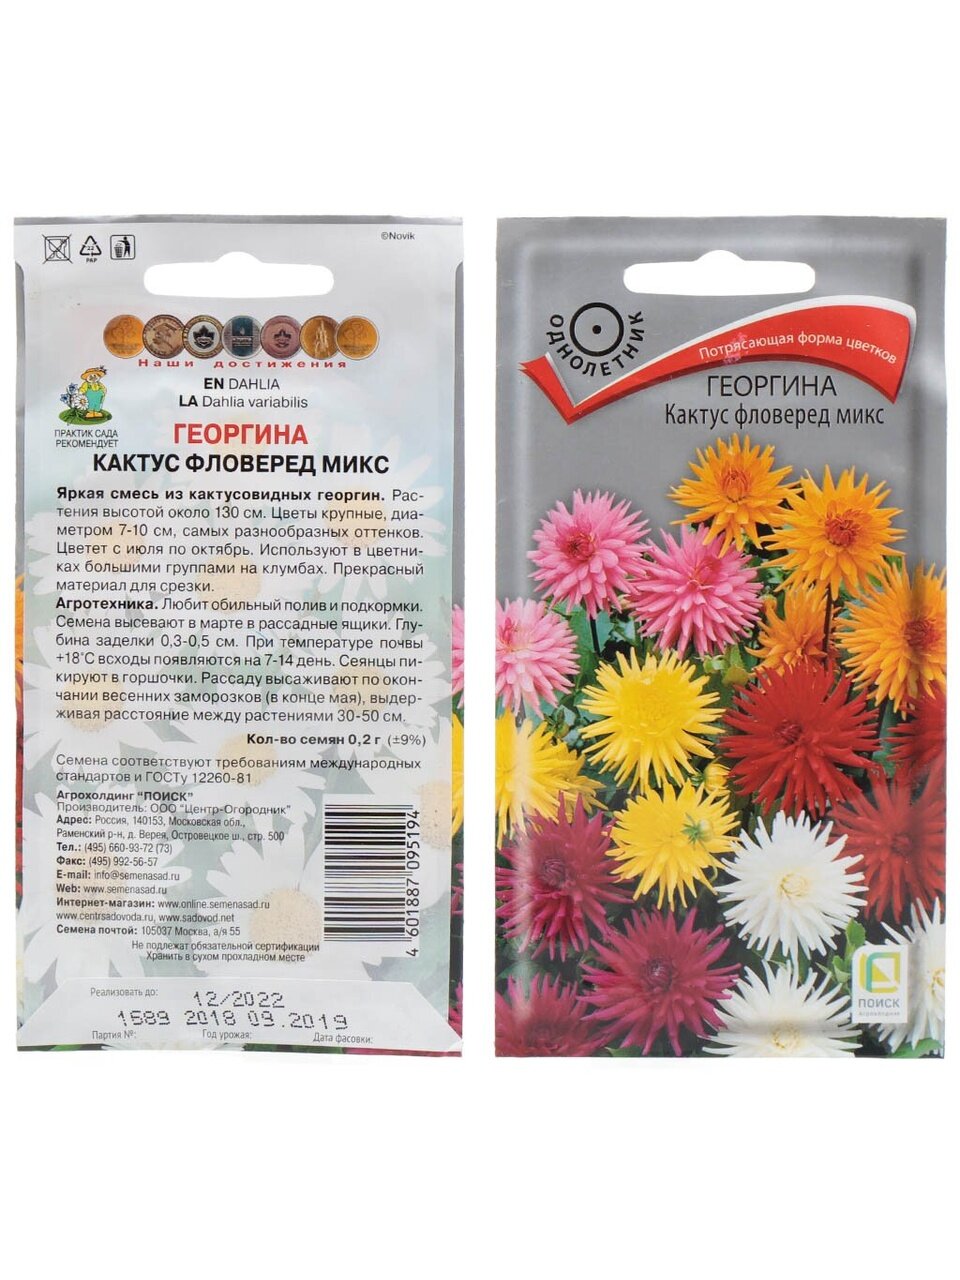 ©Novik
22
PAP
Наши достижения
EN DAHLIA
LA Dahlia variabilis
ПРАКТИК САДА
РЕКОМЕНДУЕТ
ГЕОРГИНА
КАКТУС ФЛОВЕРЕД МИКС
Яркая смесь из кактусовидных георгин. Рас-
тения высотой около 130 см. Цветы крупные, диа-
метром 7-10 см, самых разнообразных оттенков.
Цветет с июля по октябрь. Используют в цветни-
ках большими группами на клумбах. Прекрасный
материал для срезки.
Агротехника. Любит обильный полив и подкормки.
Семена высевают в марте в рассадные ящики. Глу-
бина заделки 0,3-0,5 см. При температуре почвы
+18°С всходы появляются на 7-14 день. Сеянцы пи-
кируют в горшочки. Рассаду высаживают по окон-
чании весенних заморозков (в конце мая), выдер-
живая расстояние между растениями 30-50 см.
Кол-во семян 0,2 г (±9%)
Семена соответствуют требованиям международных
стандартов и ГОСТу 12260-81
Агрохолдинг "ПОИСК"
Производитель: ООО "Центр-Огородник"
Адрес: Россия, 140153, Московская обл.,
Раменский р-н, д. Верея, Островецкое ш., стр. 500
Тел.: (495) 660-93-72 (73)
Факс: (495) 992-56-57
E-mail: info@semenasad.ru
Web: www.semenasad.ru
Интернет-магазин: www.online.semenasad.ru
www.centrsadovoda.ru, www.sadovod.net
Семена почтой: 105037 Москва, а/я 55
Не подлежат обязательной сертификации
Хранить в сухом прохладном месте
4 601887 095194
Реализовать до: 12/2022
1689 2018 09.2019
Партия №: Год урожая: Дата фасовки:
ОДНОЛЕТНИК
Потрясающая форма цветков
ГЕОРГИНА
Кактус фловеред микс
ПОИСК
Агрохолдинг